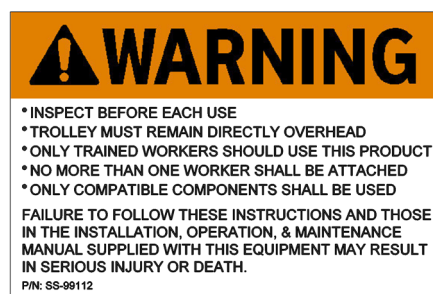 WARNING
• INSPECT BEFORE EACH USE
• TROLLEY MUST REMAIN DIRECTLY OVERHEAD
• ONLY TRAINED WORKERS SHOULD USE THIS PRODUCT
• NO MORE THAN ONE WORKER SHALL BE ATTACHED
• ONLY COMPATIBLE COMPONENTS SHALL BE USED
FAILURE TO FOLLOW THESE INSTRUCTIONS AND THOSE
IN THE INSTALLATION, OPERATION, & MAINTENANCE
MANUAL SUPPLIED WITH THIS EQUIPMENT MAY RESULT
IN SERIOUS INJURY OR DEATH.
P/N: SS-99112